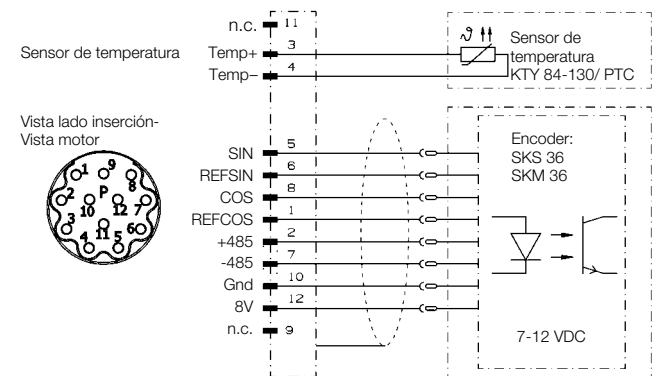 n.c. 11
Sensor de temperatura Temp+ 3
Temp– 4
ϑ
Sensor de
temperatura
KTY 84-130/ PTC
Vista lado inserción-
Vista motor
1 9 8
2 P 7
10 12
3 11 6
4 5
SIN 5
REFSIN 6
COS 8
REFCOS 1
+485 2
-485 7
Gnd 10
8V 12
n.c. 9
Encoder:
SKS 36
SKM 36
7-12 VDC